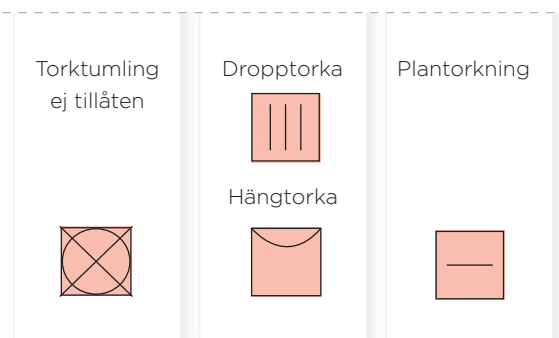 Torktumling
ej tillåten
Dropptorka
Hängtorka
Plantorkning